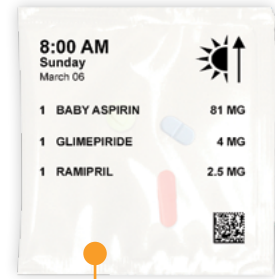 8:00 AM
Sunday
March 06
1 BABY ASPIRIN 81 MG
1 GLIMEPIRIDE 4 MG
1 RAMIPRIL 2.5 MG